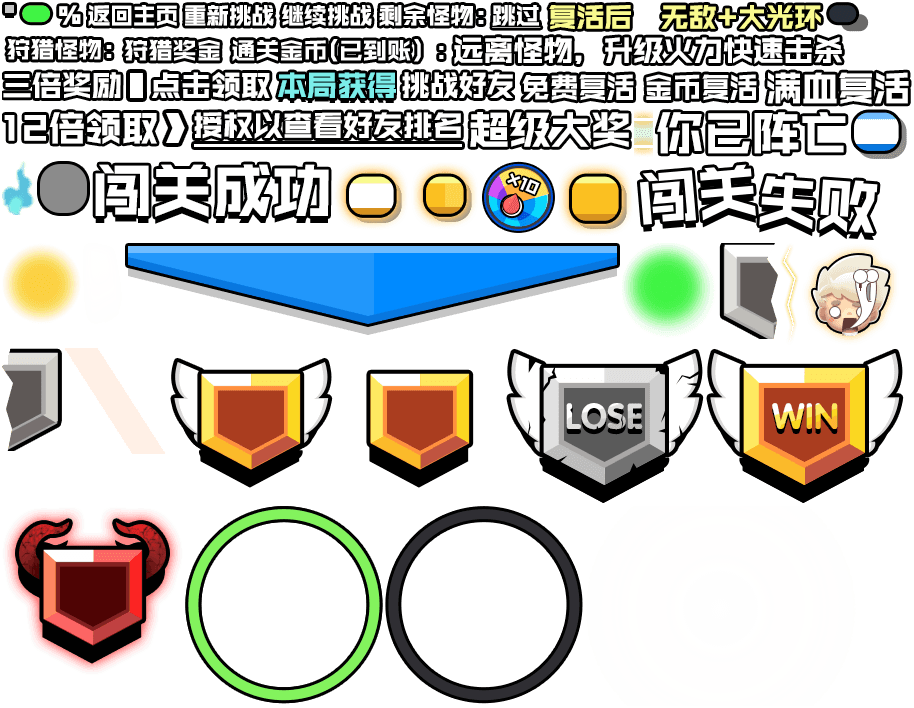 % 返回主页 重新挑战 继续挑战 剩余怪物: 跳过 复活后 无敌+大光环
狩猎怪物: 狩猎奖金 通关金币(已到账): 远离怪物，升级火力快速击杀
三倍奖励 点击领取 本局获得 挑战好友 免费复活 金币复活 满血复活
12倍领取》授权以查看好友排名 超级大奖 你已阵亡
闯关成功 X10 闯关失败
LOSE WIN